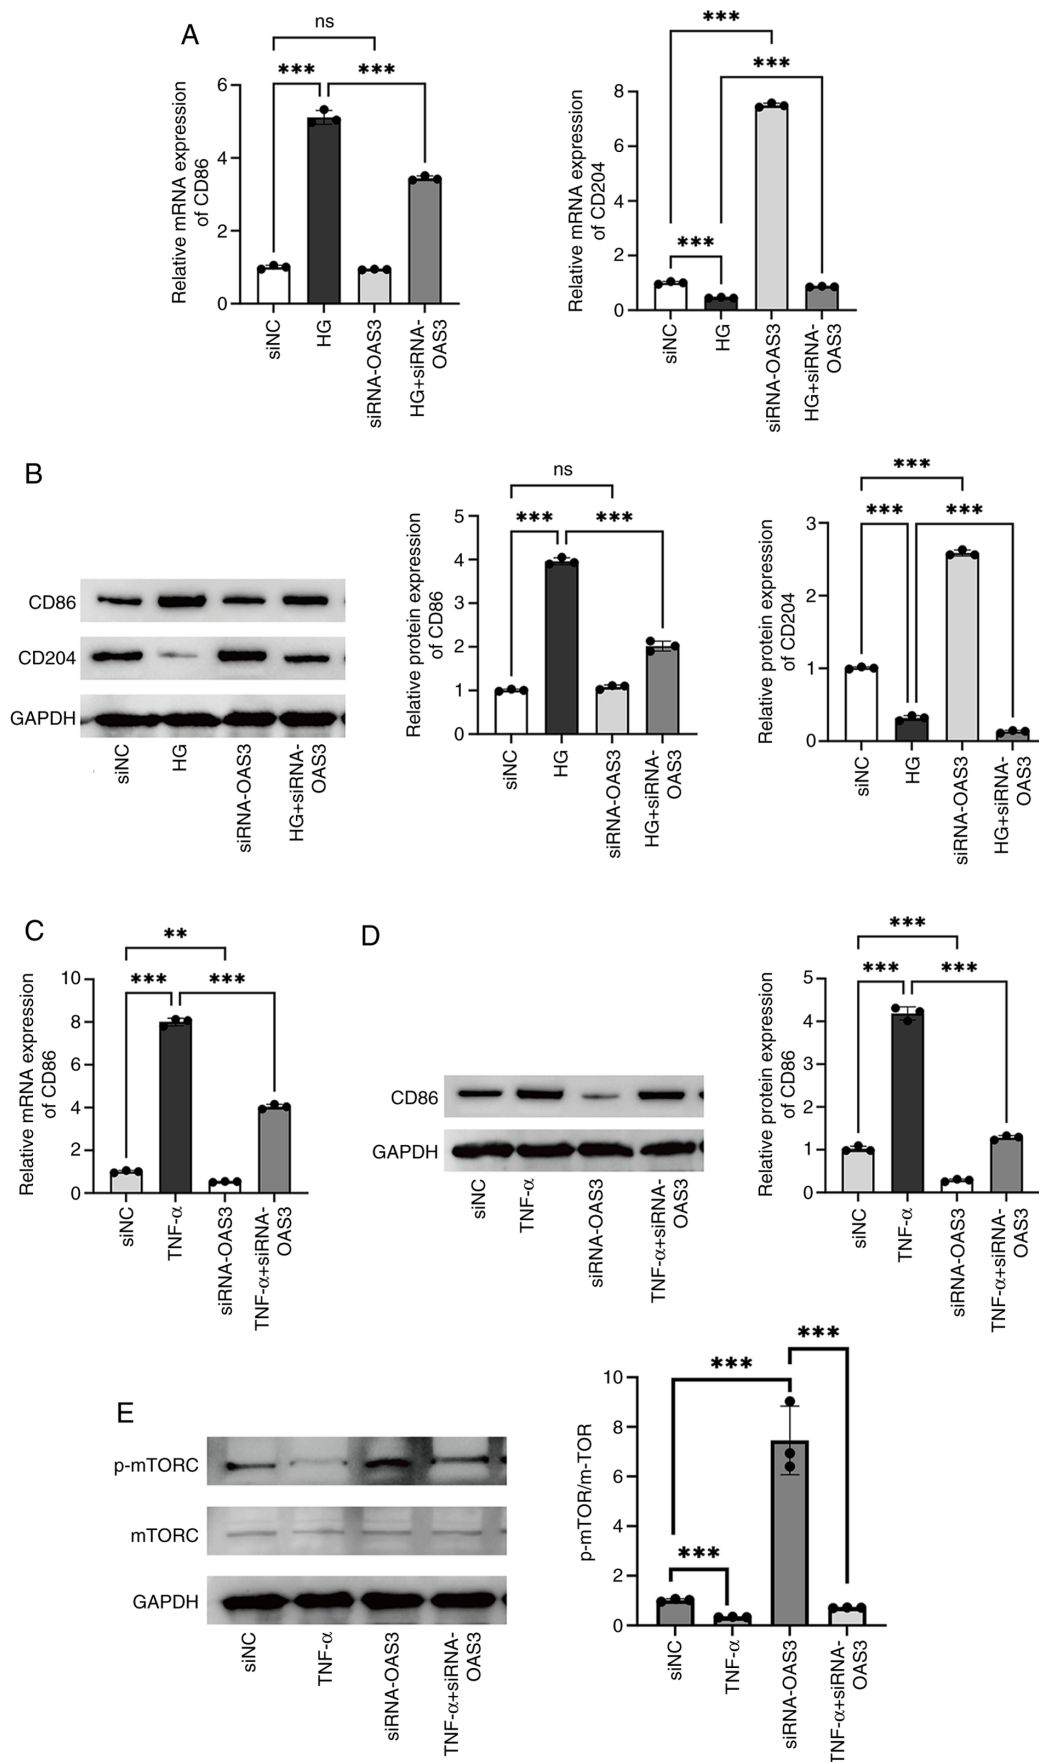 A
ns
***
***
6
4
2
0
Relative mRNA expression
of CD86
siNC
HG
siRNA-OAS3
HG+siRNA-
OAS3
***
***
***
8
6
4
2
0
Relative mRNA expression
of CD204
siNC
HG
siRNA-OAS3
HG+siRNA-
OAS3
B
CD86
CD204
GAPDH
siNC
HG
siRNA-OAS3
HG+siRNA-
OAS3
ns
***
***
5
4
3
2
1
0
Relative protein expression
of CD86
siNC
HG
siRNA-OAS3
HG+siRNA-
OAS3
***
***
***
3
2
1
0
Relative protein expression
of CD204
siNC
HG
siRNA-OAS3
HG+siRNA-
OAS3
C
**
***
***
10
8
6
4
2
0
Relative mRNA expression
of CD86
siNC
TNF-α
siRNA-OAS3
TNF-α+siRNA-
OAS3
D
CD86
GAPDH
siNC
TNF-α
siRNA-OAS3
TNF-α+siRNA-
OAS3
***
***
***
5
4
3
2
1
0
Relative protein expression
of CD86
siNC
TNF-α
siRNA-OAS3
TNF-α+siRNA-
OAS3
E
p-mTORC
mTORC
GAPDH
siNC
TNF-α
siRNA-OAS3
TNF-α+siRNA-
OAS3
***
***
***
10
8
6
4
2
0
p-mTOR/m-TOR
siNC
TNF-α
siRNA-OAS3
TNF-α+siRNA-
OAS3